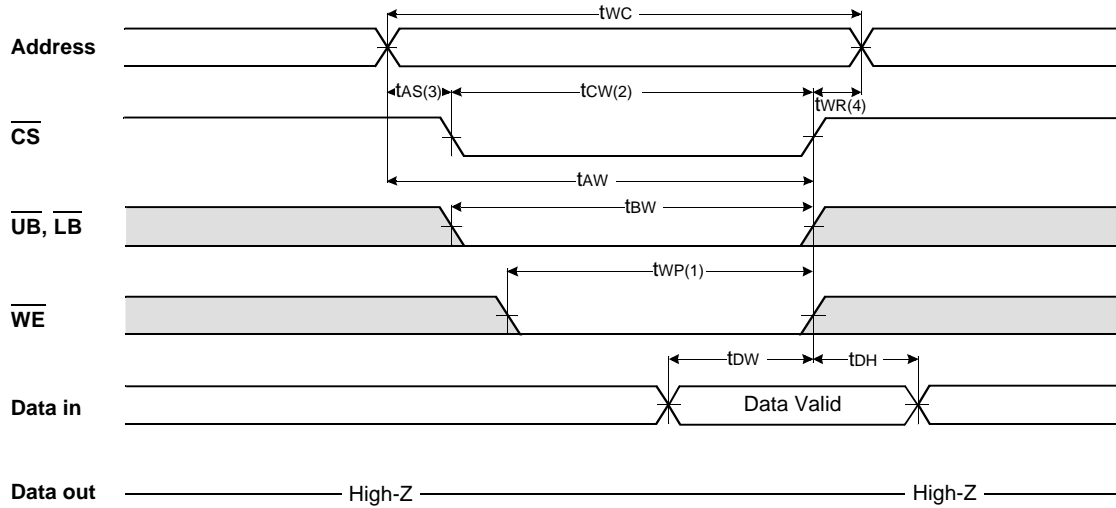 tWC
Address
tAS(3)
tCW(2)
tWR(4)
CS
tAW
tBW
UB, LB
tWP(1)
WE
tDW
tDH
Data in
Data Valid
Data out
High-Z
High-Z